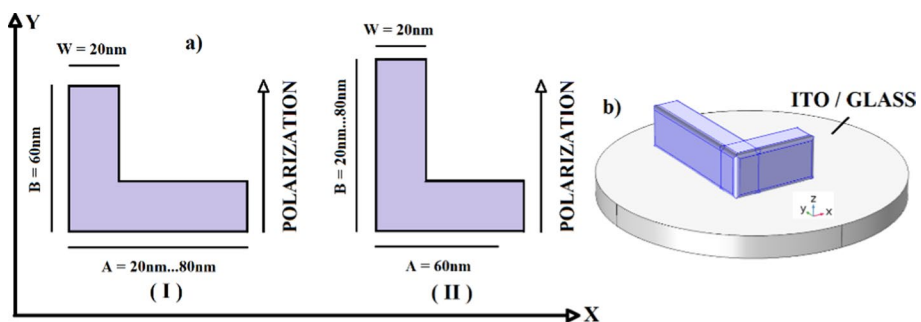 Y
a)
W = 20nm
B = 60nm
POLARIZATION
A = 20nm...80nm
( I )
W = 20nm
B = 20nm...80nm
POLARIZATION
A = 60nm
( II )
X
b)
ITO / GLASS
z
y
x